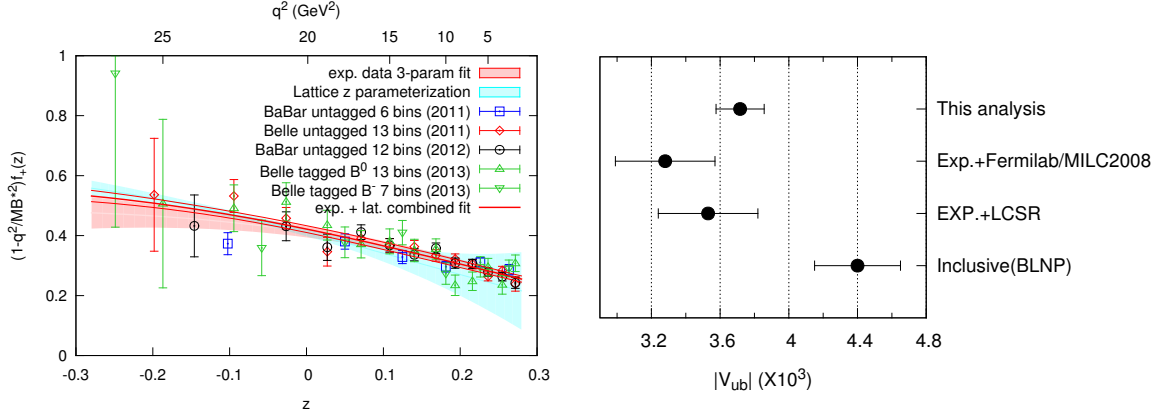 q² (GeV²)
25 20 15 10 5
exp. data 3-param fit
Lattice z parameterization
BaBar untagged 6 bins (2011)
Belle untagged 13 bins (2011)
BaBar untagged 12 bins (2012)
Belle tagged B⁰ 13 bins (2013)
Belle tagged B⁻ 7 bins (2013)
exp. + lat. combined fit
(1-q²/MB*²)f₊(z)
1
0.8
0.6
0.4
0.2
0
-0.3 -0.2 -0.1 0 0.1 0.2 0.3
z
This analysis
Exp.+Fermilab/MILC2008
EXP.+LCSR
Inclusive(BLNP)
3.2 3.6 4 4.4 4.8
|V_ub| (X10³)